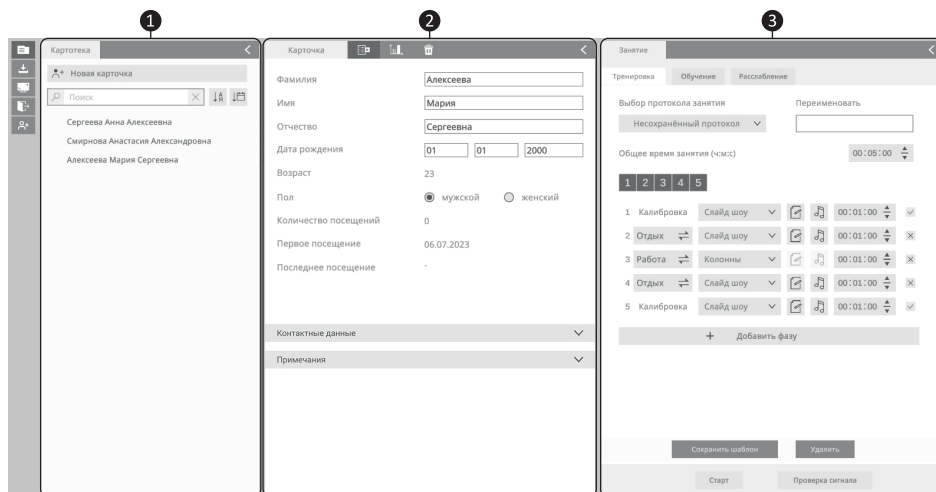 1
2
3
Картотека
Новая карточка
Поиск
Сергеева Анна Алексеевна
Смирнова Анастасия Александровна
Алексеева Мария Сергеевна
Карточка
Фамилия Алексеева
Имя Мария
Отчество Сергеевна
Дата рождения 01 01 2000
Возраст 23
Пол мужской женский
Количество посещений 0
Первое посещение 06.07.2023
Последнее посещение -
Контактные данные
Примечания
Занятие
Тренировка Обучение Расслабление
Выбор протокола занятия Переименовать
Несохранённый протокол
Общее время занятия (ч:м:с) 00:05:00
1 2 3 4 5
1 Калибровка Слайд шоу 00:01:00
2 Отдых Слайд шоу 00:01:00
3 Работа Колонны 00:01:00
4 Отдых Слайд шоу 00:01:00
5 Калибровка Слайд шоу 00:01:00
+ Добавить фазу
Сохранить шаблон Удалить
Старт Проверка сигнала